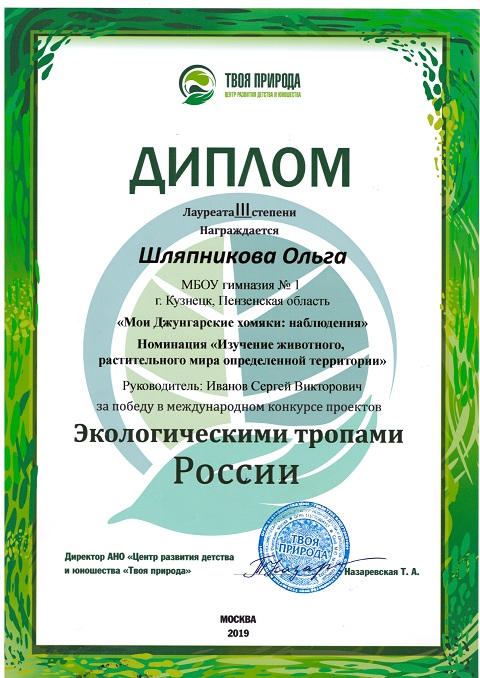 ТВОЯ ПРИРОДА
ЦЕНТР РАЗВИТИЯ ДЕТСТВА И ЮНОШЕСТВА
ДИПЛОМ
Лауреата III степени
Награждается
Шляпникова Ольга
МБОУ гимназия № 1
г. Кузнецк, Пензенская область
«Мои Джунгарские хомяки: наблюдения»
Номинация «Изучение животного,
растительного мира определенной территории»
Руководитель: Иванов Сергей Викторович
за победу в международном конкурсе проектов
Экологическими тропами
России
ТВОЯ
ПРИРОДА
Директор АНО «Центр развития детства
и юношества «Твоя природа»
Назаревская Т. А.
МОСКВА
2019